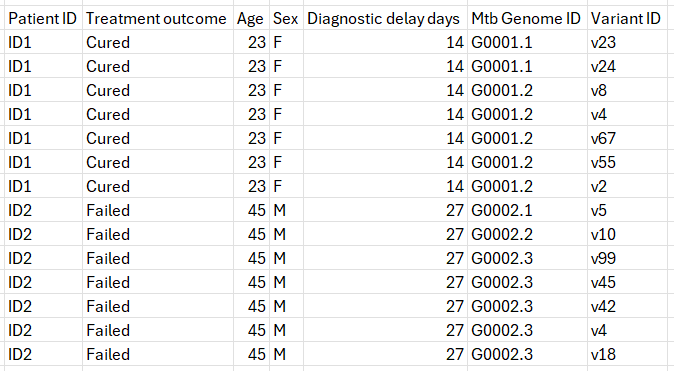 Patient ID Treatment outcome Age Sex Diagnostic delay days Mtb Genome ID Variant ID
ID1 Cured 23 F 14 G0001.1 v23
ID1 Cured 23 F 14 G0001.1 v24
ID1 Cured 23 F 14 G0001.2 v8
ID1 Cured 23 F 14 G0001.2 v4
ID1 Cured 23 F 14 G0001.2 v67
ID1 Cured 23 F 14 G0001.2 v55
ID1 Cured 23 F 14 G0001.2 v2
ID2 Failed 45 M 27 G0002.1 v5
ID2 Failed 45 M 27 G0002.2 v10
ID2 Failed 45 M 27 G0002.3 v99
ID2 Failed 45 M 27 G0002.3 v45
ID2 Failed 45 M 27 G0002.3 v42
ID2 Failed 45 M 27 G0002.3 v4
ID2 Failed 45 M 27 G0002.3 v18